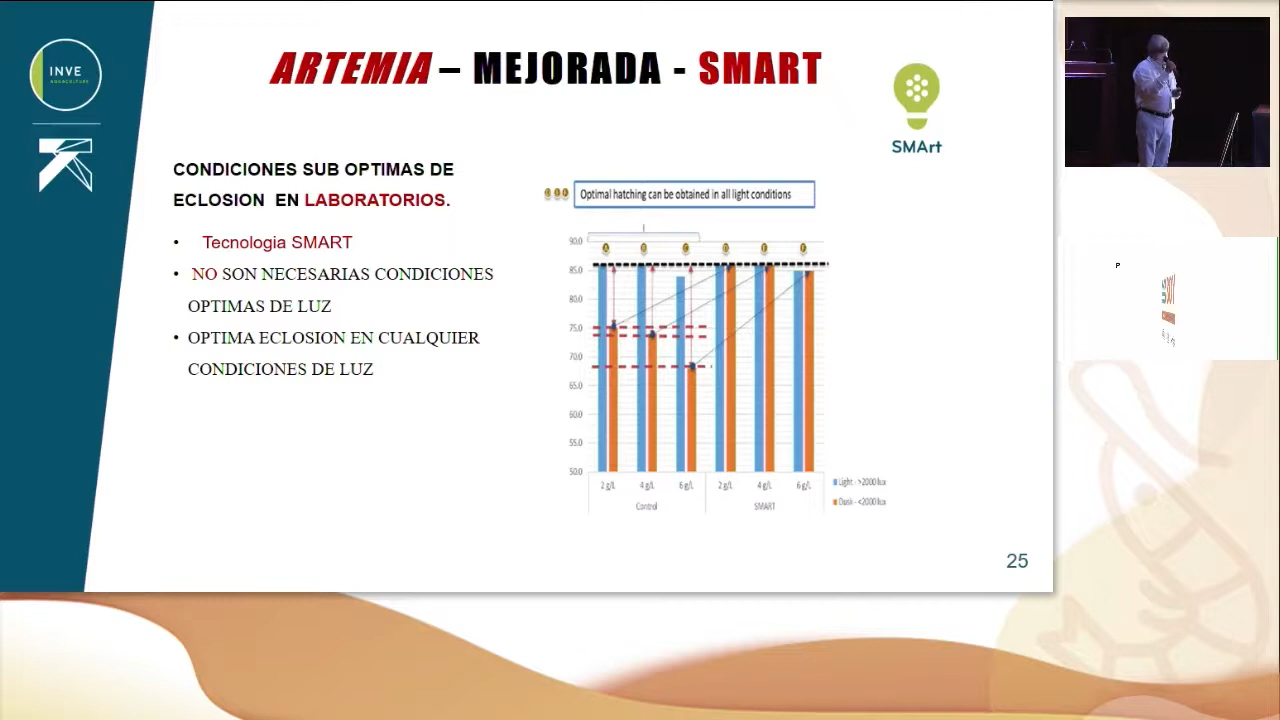 INVE
AQUACULTURE
ARTEMIA – MEJORADA - SMART
SMArt
CONDICIONES SUB OPTIMAS DE
ECLOSION EN LABORATORIOS.
• Tecnologia SMART
• NO SON NECESARIAS CONDICIONES
OPTIMAS DE LUZ
• OPTIMA ECLOSION EN CUALQUIER
CONDICIONES DE LUZ
Optimal hatching can be obtained in all light conditions
90.0
85.0
80.0
75.0
70.0
65.0
60.0
55.0
50.0
2 g/L 4 g/L 6 g/L 2 g/L 4 g/L 6 g/L
Control SMART
Light - >2000 lux
Dark - <2000 lux
25
P